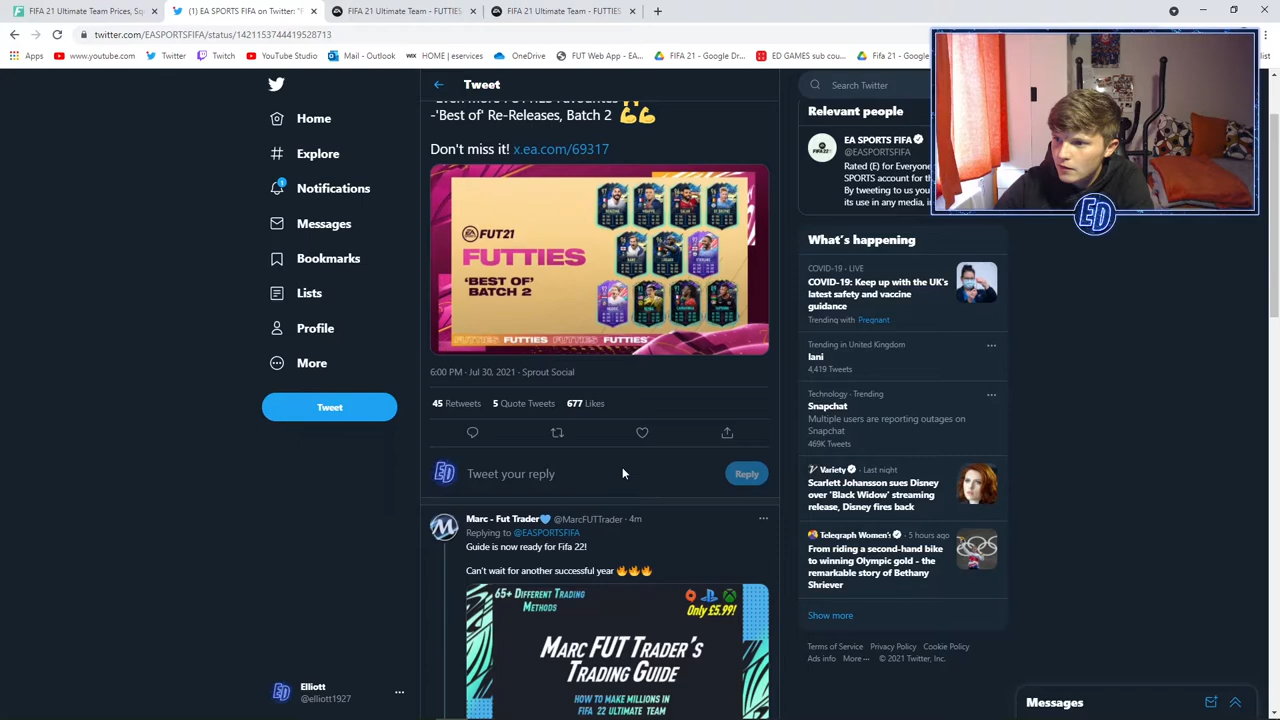 FIFA 21 Ultimate Team Prices, Sq
(1) EA SPORTS FIFA on Twitter: "F
FIFA 21 Ultimate Team - FUTTIES
FIFA 21 Ultimate Team - FUTTIES
twitter.com/EASPORTSFIFA/status/1421153744419528713
Apps
www.youtube.com
Twitter
Twitch
YouTube Studio
Mail - Outlook
HOME | eservices
OneDrive
FUT Web App - EA...
FIFA 21 - Google Dr...
ED GAMES sub cou...
Fifa 21 - Google
list
Home
Explore
1
Notifications
Messages
Bookmarks
Lists
Profile
More
Tweet
Elliott
@elliott1927
Tweet
-'Best of' Re-Releases, Batch 2 💪💪
Don't miss it! x.ea.com/69317
FUT21
FUTTIES
'BEST OF'
BATCH 2
FUTTIES FUTTIES FUTTIES FUTTIES FUTTIES
6:00 PM · Jul 30, 2021 · Sprout Social
45 Retweets 5 Quote Tweets 677 Likes
ED
Tweet your reply
Reply
Marc - Fut Trader💙 @MarcFUTTrader · 4m
Replying to @EASPORTSFIFA
Guide is now ready for Fifa 22!
Can't wait for another successful year 🔥🔥🔥
65+ Different Trading
Methods
Only £5.99!
MARC FUT TRADER'S
TRADING GUIDE
HOW TO MAKE MILLIONS IN
FIFA 22 ULTIMATE TEAM
Search Twitter
Relevant people
EA SPORTS FIFA
@EASPORTSFIFA
Rated (E) for Everyone
SPORTS account for th
By tweeting to us you
its use in any media, i
ED
What's happening
COVID-19 · LIVE
COVID-19: Keep up with the UK's
latest safety and vaccine
guidance
Trending with Pregnant
Trending in United Kingdom
Iani
4,419 Tweets
Technology · Trending
Snapchat
Multiple users are reporting outages on
Snapchat
469K Tweets
Variety · Last night
Scarlett Johansson sues Disney
over 'Black Widow' streaming
release, Disney fires back
Telegraph Women's · 5 hours ago
From riding a second-hand bike
to winning Olympic gold - the
remarkable story of Bethany
Shriever
Show more
Terms of Service Privacy Policy Cookie Policy
Ads info More··· © 2021 Twitter, Inc.
Messages